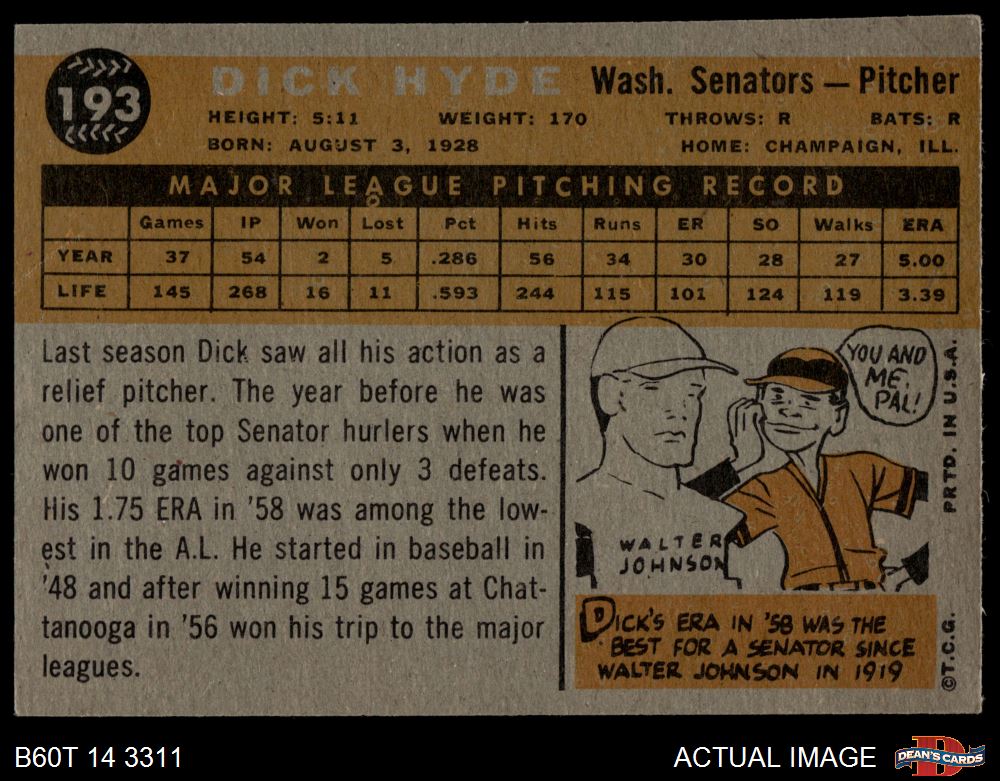 193
DICK HYDE Wash. Senators — Pitcher
HEIGHT: 5:11 WEIGHT: 170 THROWS: R BATS: R
BORN: AUGUST 3, 1928 HOME: CHAMPAIGN, ILL.
MAJOR LEAGUE PITCHING RECORD
Games IP Won Lost Pct Hits Runs ER SO Walks ERA
YEAR 37 54 2 5 .286 56 34 30 28 27 5.00
LIFE 145 268 16 11 .593 244 115 101 124 119 3.39
Last season Dick saw all his action as a
relief pitcher. The year before he was
one of the top Senator hurlers when he
won 10 games against only 3 defeats.
His 1.75 ERA in '58 was among the low-
est in the A.L. He started in baseball in
'48 and after winning 15 games at Chat-
tanooga in '56 won his trip to the major
leagues.
YOU AND
ME,
PAL!
WALTER
JOHNSON
DICK'S ERA IN '58 WAS THE
BEST FOR A SENATOR SINCE
WALTER JOHNSON IN 1919
©T.C.G. PRTD. IN U.S.A.
B60T 14 3311
ACTUAL IMAGE
D
DEAN'S CARDS